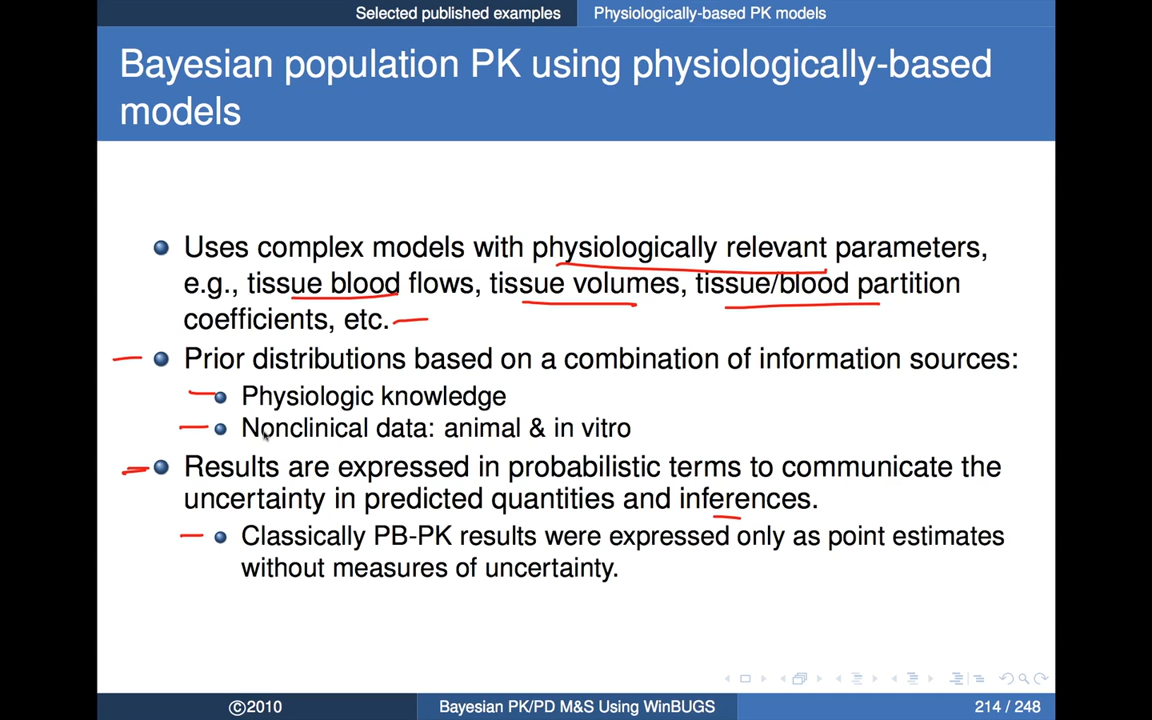 Selected published examples Physiologically-based PK models
Bayesian population PK using physiologically-based
models
Uses complex models with physiologically relevant parameters,
e.g., tissue blood flows, tissue volumes, tissue/blood partition
coefficients, etc.
Prior distributions based on a combination of information sources:
Physiologic knowledge
Nonclinical data: animal & in vitro
Results are expressed in probabilistic terms to communicate the
uncertainty in predicted quantities and inferences.
Classically PB-PK results were expressed only as point estimates
without measures of uncertainty.
©2010 Bayesian PK/PD M&S Using WinBUGS 214 / 248